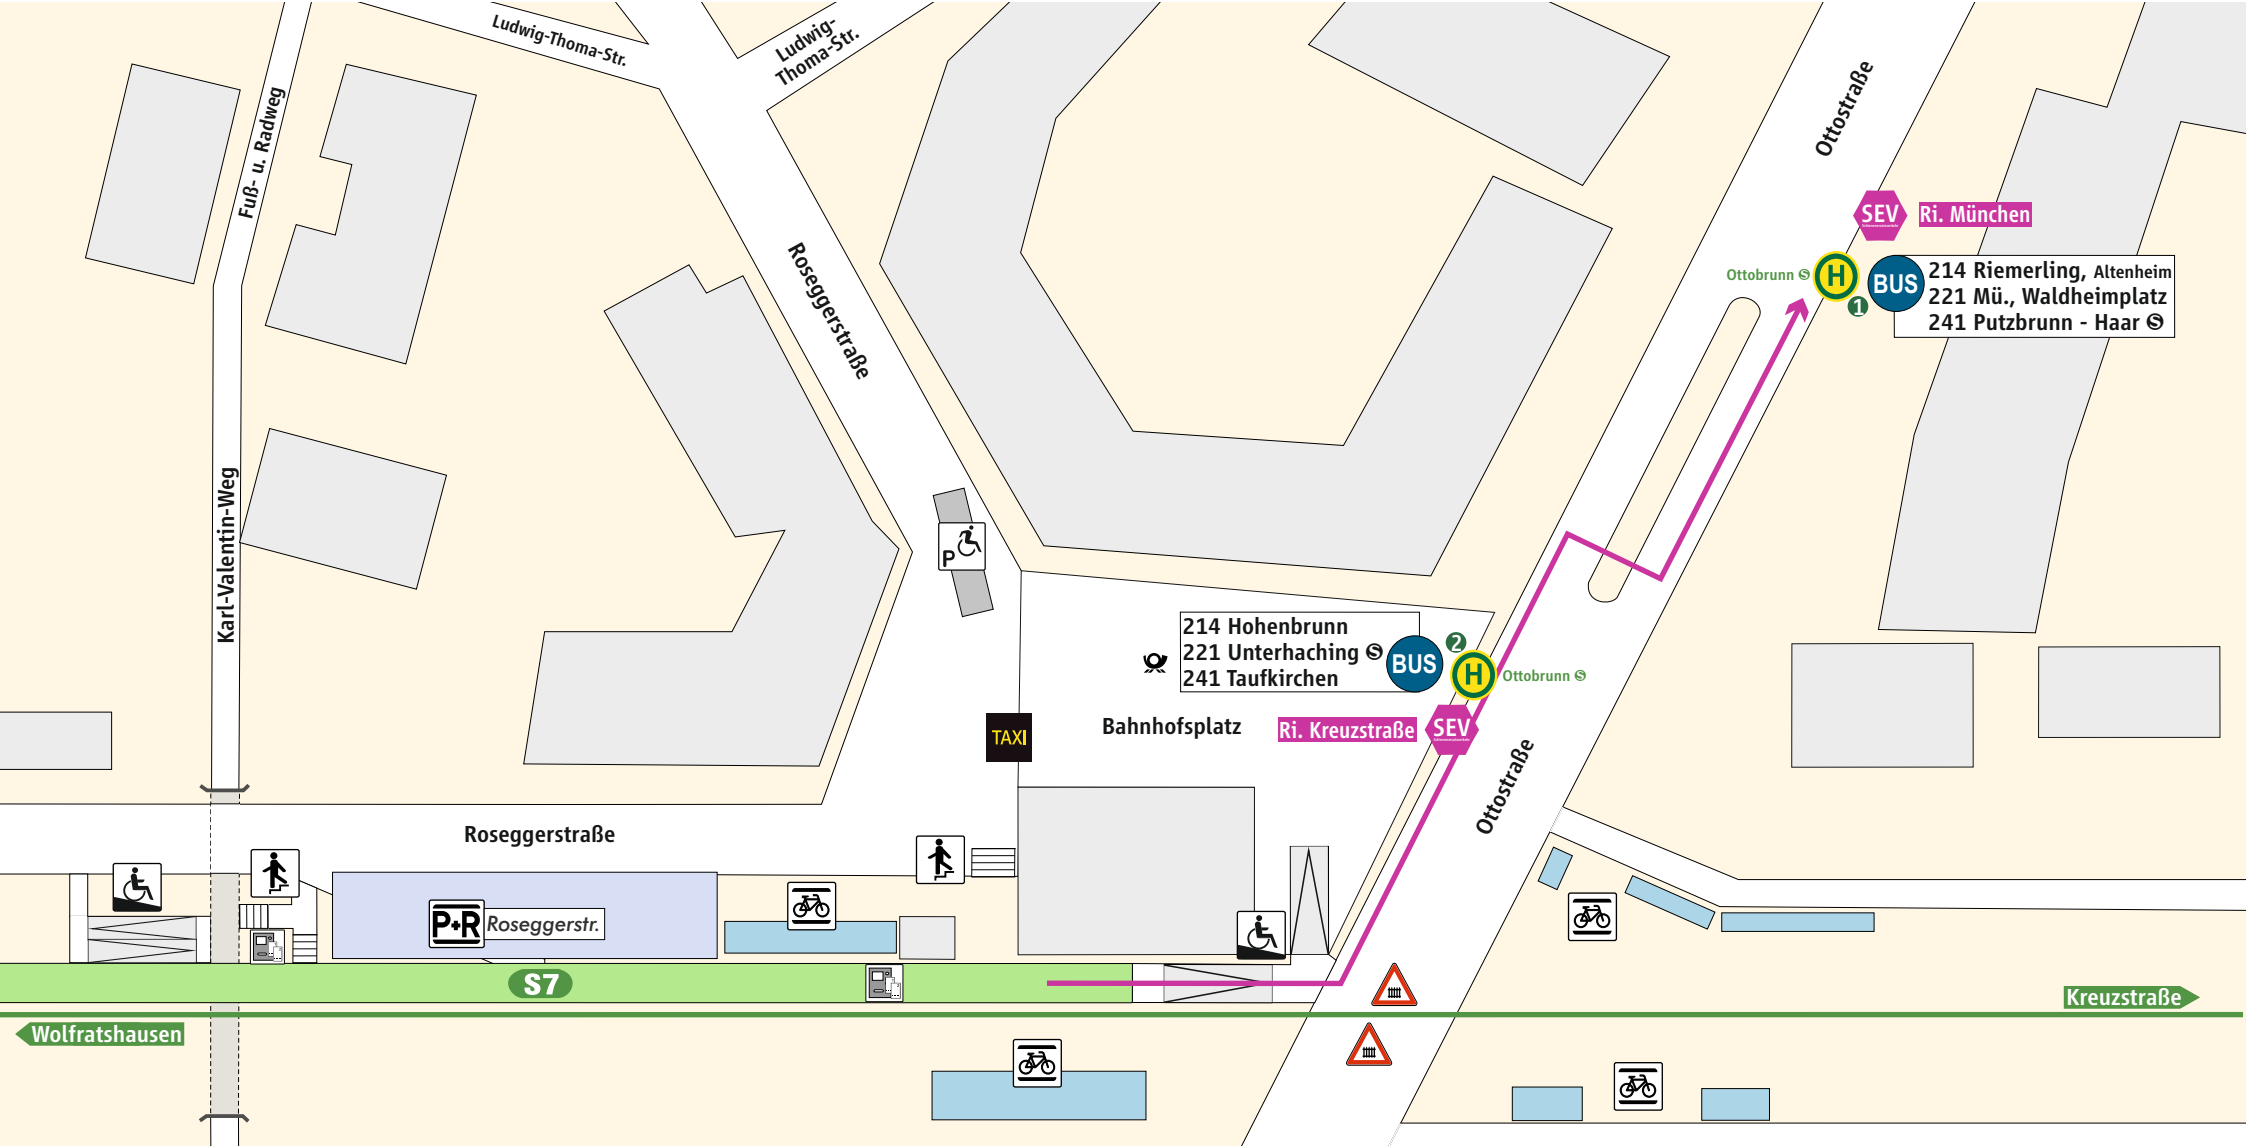 Ludwig-Thoma-Str.
Ludwig-
Thoma-Str.
Ottostraße
Fuß- u. Radweg
SEV
Ri. München
Roseggerstraße
Ottobrunn S
H
1
BUS
214 Riemerling, Altenheim
221 Mü., Waldheimplatz
241 Putzbrunn - Haar S
Karl-Valentin-Weg
P
214 Hohenbrunn
221 Unterhaching S
241 Taufkirchen
BUS
2
H
Ottobrunn S
TAXI
Bahnhofsplatz
Ri. Kreuzstraße
SEV
Ottostraße
Roseggerstraße
P+R
Roseggerstr.
S7
Kreuzstraße
Wolfratshausen